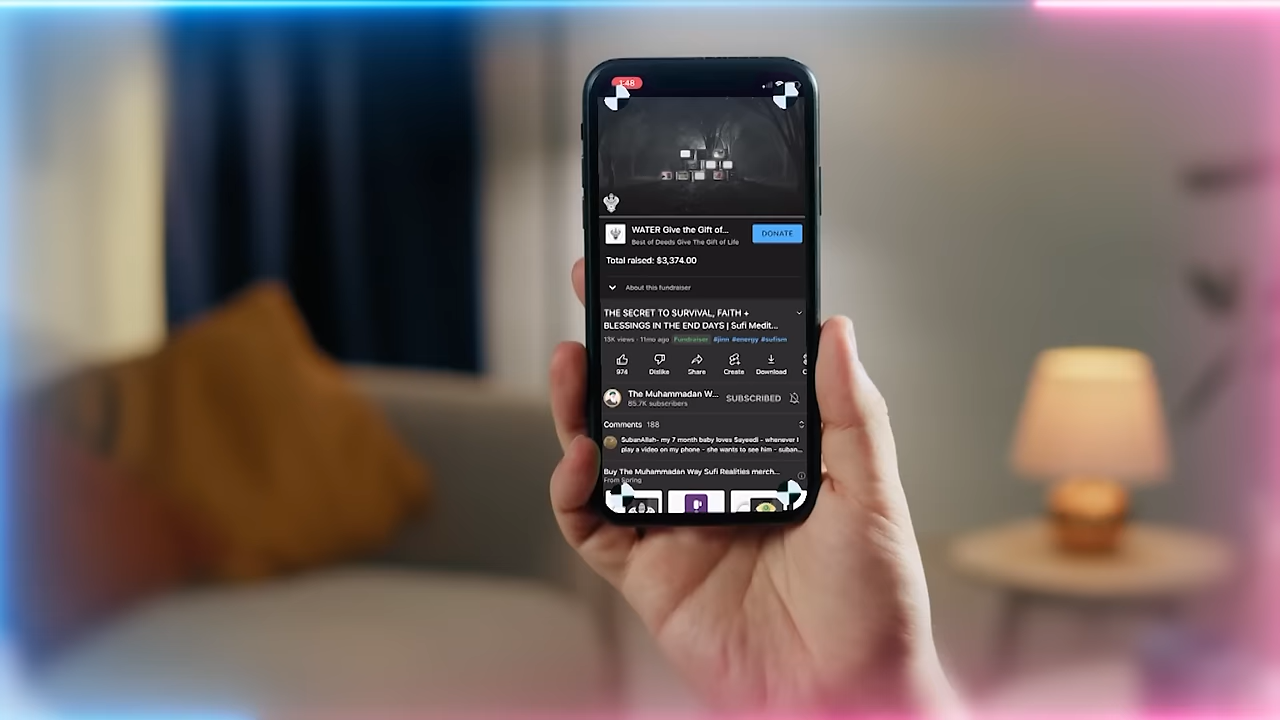 1:48
WATER Give the Gift of...
Best of Deeds Give The Gift of Life
DONATE
Total raised: $3,374.00
About this fundraiser
THE SECRET TO SURVIVAL, FAITH +
BLESSINGS IN THE END DAYS | Sufi Medit...
13K views · 11mo ago Fundraiser #jinn #energy #sufism
974 Dislike Share Create Download
The Muhammadan W...
85.7K subscribers
SUBSCRIBED
Comments 188
SubanAllah- my 7 month baby loves Sayeedi - whenever I
play a video on my phone - she wants to see him - suban...
Buy The Muhammadan Way Sufi Realities merch...
From Spring